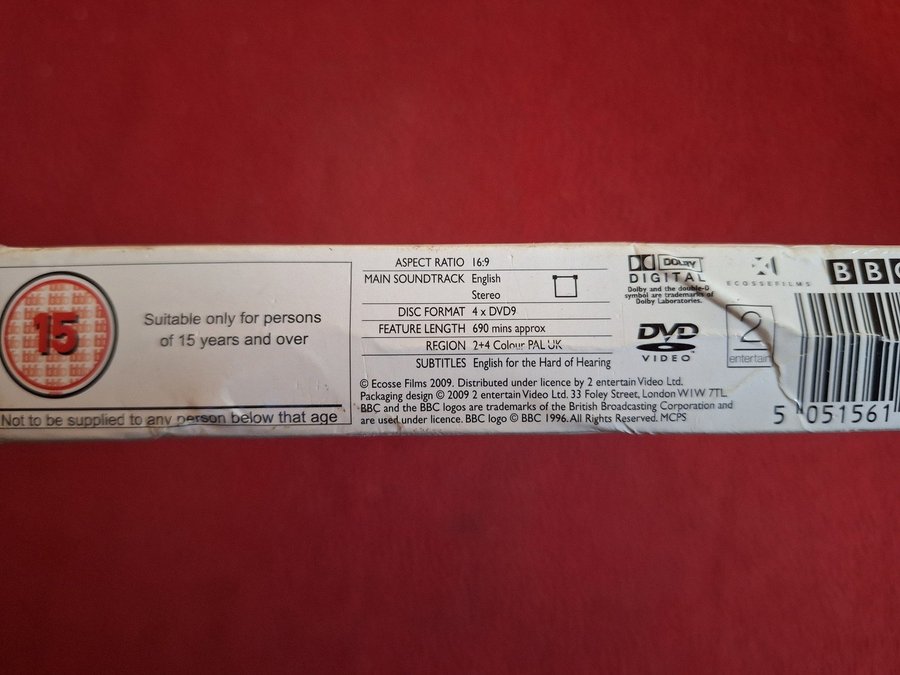 15
Suitable only for persons
of 15 years and over
Not to be supplied to any person below that age
ASPECT RATIO 16:9
MAIN SOUNDTRACK English
Stereo
DISC FORMAT 4 x DVD9
FEATURE LENGTH 690 mins approx
REGION 2+4 Colour PAL UK
SUBTITLES English for the Hard of Hearing
© Ecosse Films 2009. Distributed under licence by 2 entertain Video Ltd.
Packaging design © 2009 2 entertain Video Ltd. 33 Foley Street, London W1W 7TL
BBC and the BBC logos are trademarks of the British Broadcasting Corporation and
are used under licence. BBC logo © BBC 1996. All Rights Reserved. MCPS
DOLBY
DIGITAL
Dolby and the double-D
symbol are trademarks of
Dolby Laboratories.
DVD
VIDEO
ECOSSEFILMS
2
entertain
BBC
5 051561